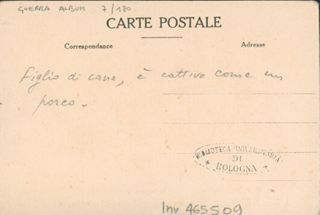 GUERRA ALBUM 7/180
CARTE POSTALE
Correspondance
Adresse
Figlio di cane, è cattivo come un
porco.
BIBLIOTECA UNIVERSITARIA
DI
BOLOGNA
Inv 465509